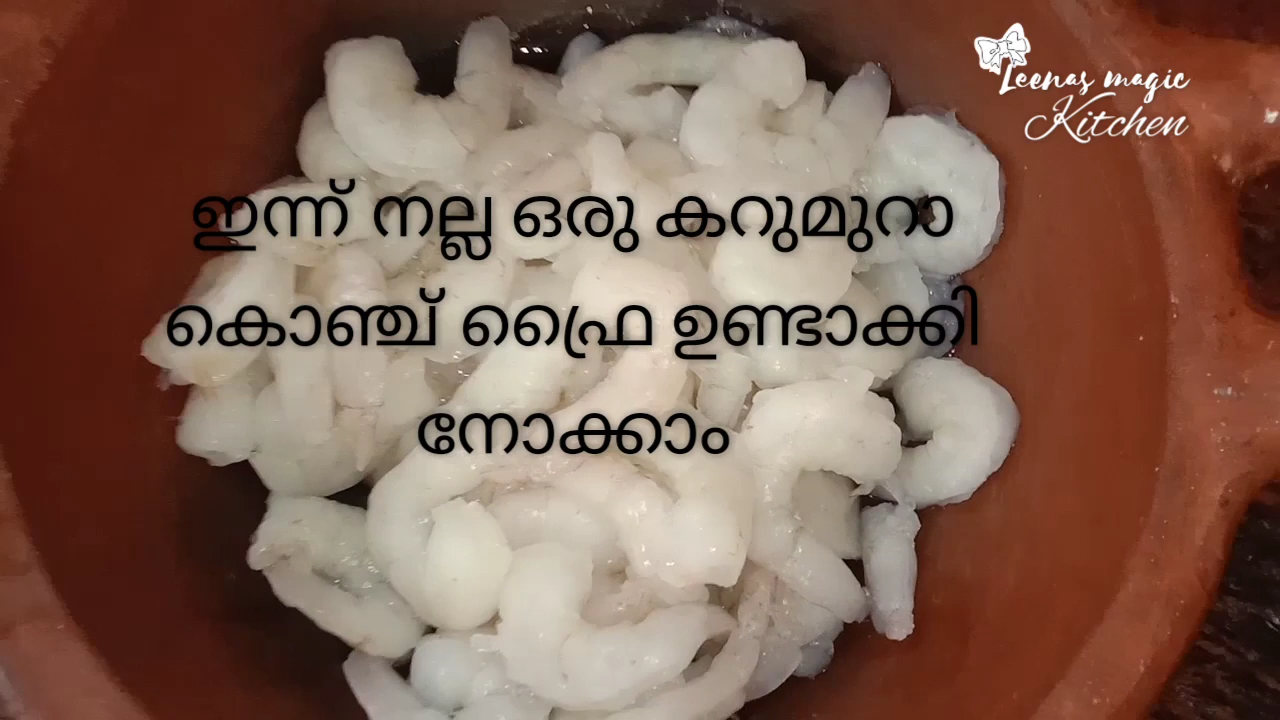 Leenas magic
Kitchen
ഇന്ന് നല്ല ഒരു കറുമുറാ
കൊഞ്ച് ഫ്രൈ ഉണ്ടാക്കി
നോക്കാം